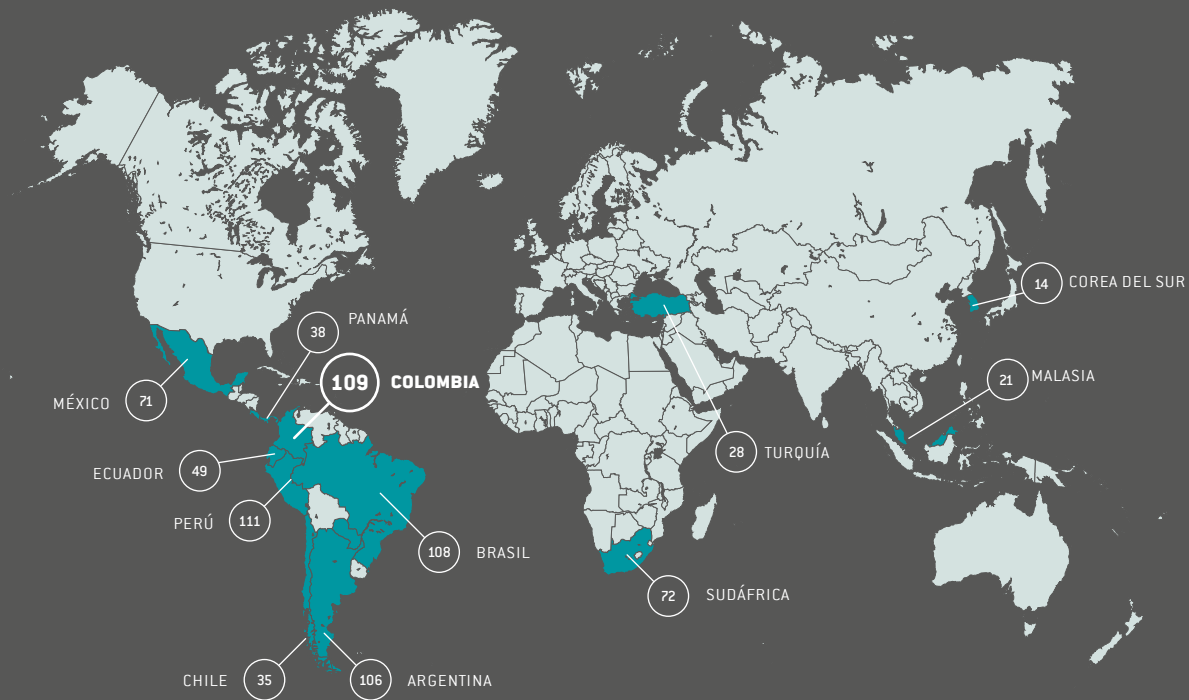 14 COREA DEL SUR
38 PANAMÁ
109 COLOMBIA
21 MALASIA
MÉXICO 71
28 TURQUÍA
ECUADOR 49
PERÚ 111
108 BRASIL
72 SUDÁFRICA
CHILE 35
106 ARGENTINA